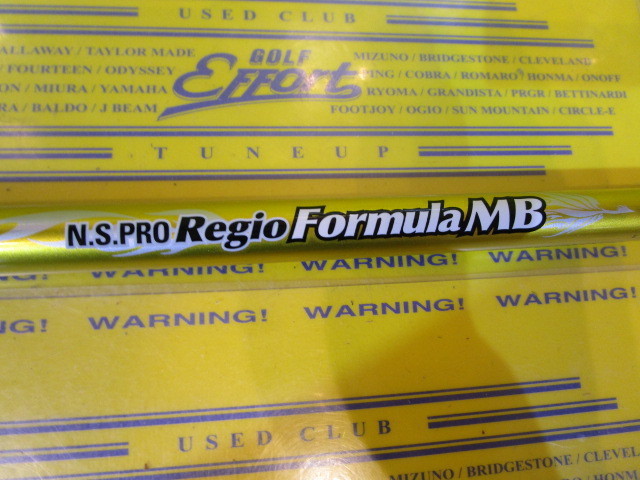 USED CLUB
ALLAWAY / TAYLOR MADE
/ FOURTEEN / ODYSSEY
ON / MIURA / YAMAHA
RA / BALDO / J BEAM
GOLF
Effort
MIZUNO / BRIDGESTONE / CLEVELAND
PING / COBRA / ROMARO / HONMA / ONOFF
RYOMA / GRANDISTA / PRGR / BETTINARDI
FOOTJOY / OGIO / SUN MOUNTAIN / CIRCLE-E
TUNEUP
N.S.PRO Regio Formula MB
WARNING! WARNING! WARNING!
NG! WARNING! WARNING! WARNING!
USED CLUB
MIZUNO / BRIDGESTONE / CLEVEL